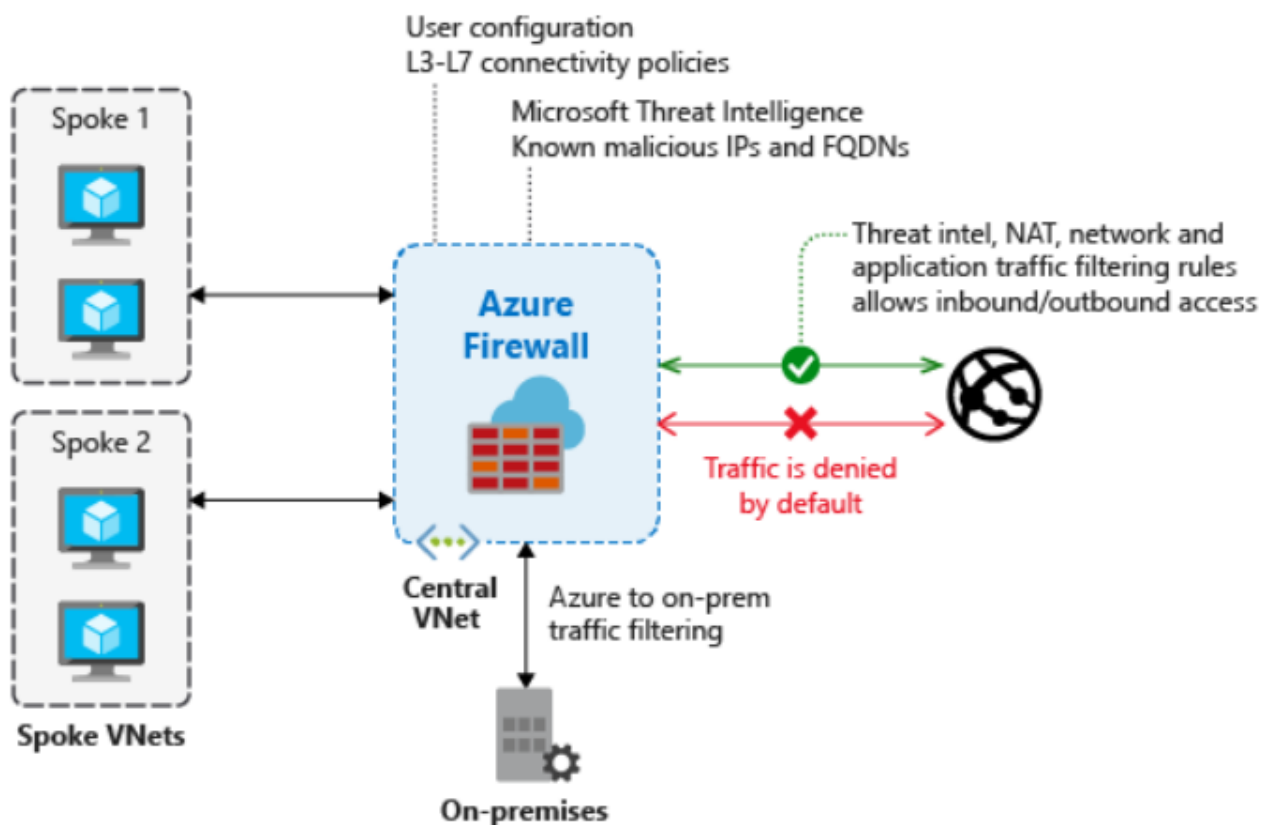 User configuration
L3-L7 connectivity policies
Microsoft Threat Intelligence
Known malicious IPs and FQDNs
Spoke 1
Threat intel, NAT, network and
application traffic filtering rules
allows inbound/outbound access
Azure
Firewall
Spoke 2
Traffic is denied
by default
Central
VNet
Azure to on-prem
traffic filtering
Spoke VNets
On-premises